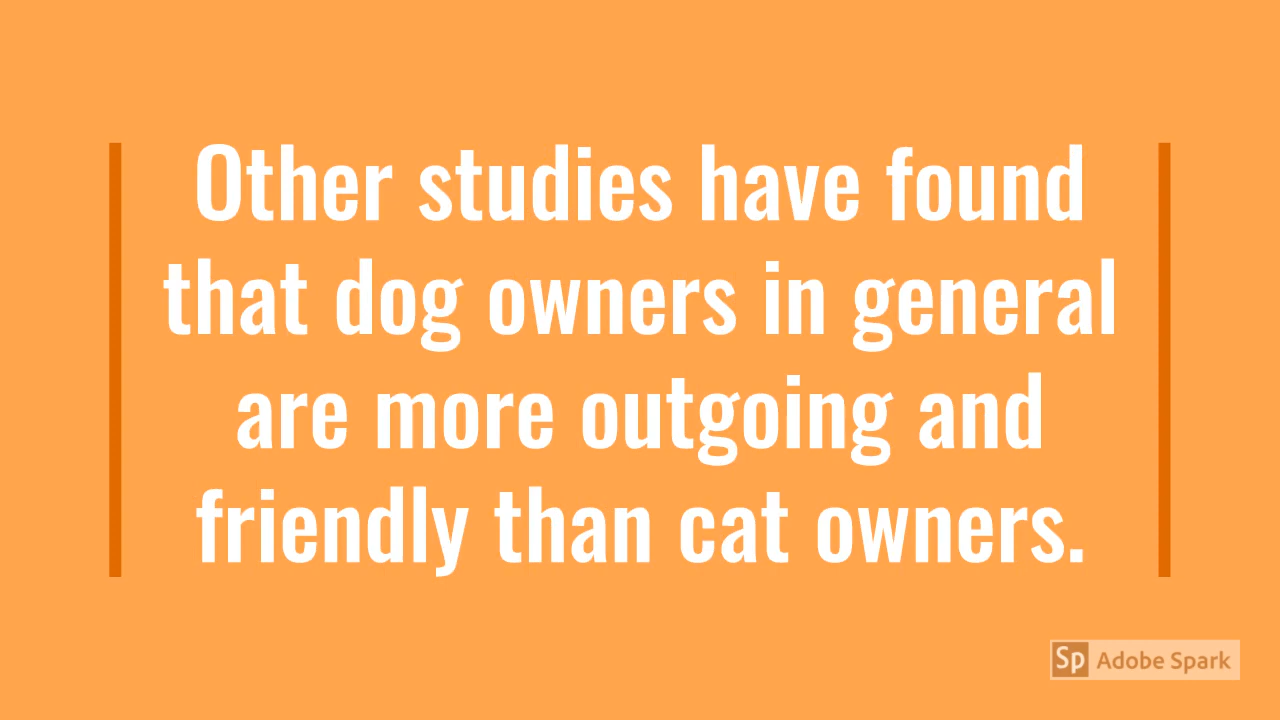 Other studies have found
that dog owners in general
are more outgoing and
friendly than cat owners.
Sp Adobe Spark